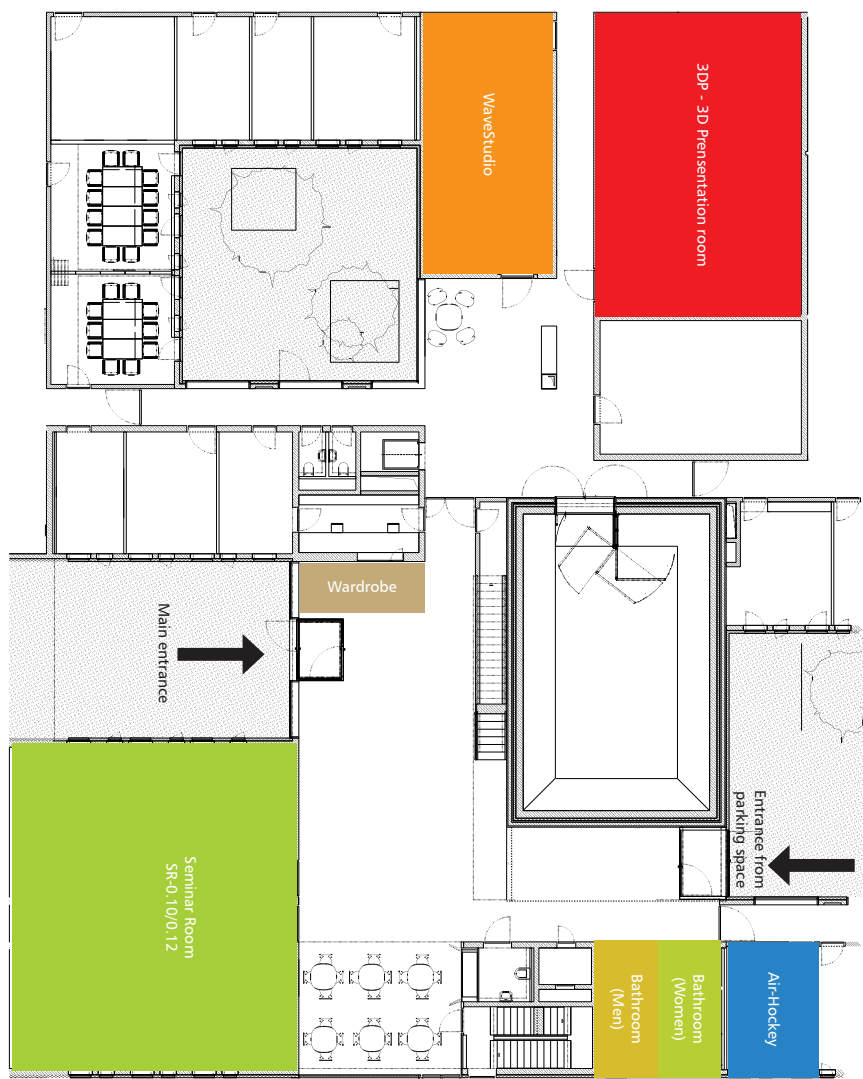 WaveStudio
3DP - 3D Prensentation room
Wardrobe
Main entrance
Entrance from
parking space
Seminar Room
SR-0.10/0.12
Bathroom
(Men)
Bathroom
(Women)
Air-Hockey